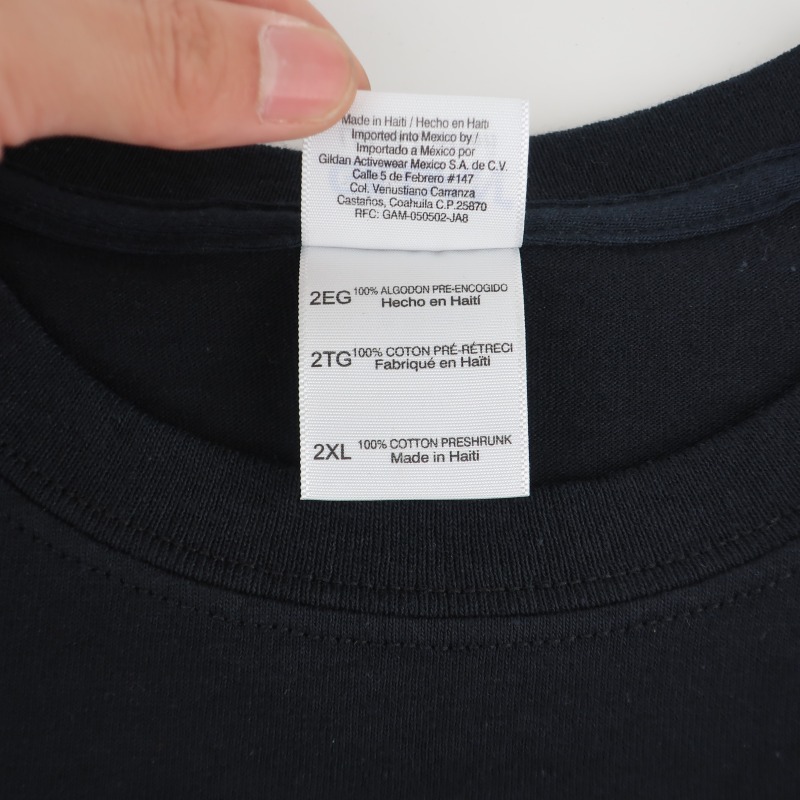 Made in Haiti / Hecho en Haití
Imported into Mexico by /
Importado a México por
Gildan Activewear Mexico S.A. de C.V.
Calle 5 de Febrero #147
Col. Venustiano Carranza
Castaños, Coahuila C.P.25870
RFC: GAM-050502-JA8
2EG 100% ALGODON PRE-ENCOGIDO
Hecho en Haití
2TG 100% COTON PRÉ-RÉTRECI
Fabriqué en Haïti
2XL 100% COTTON PRESHRUNK
Made in Haiti